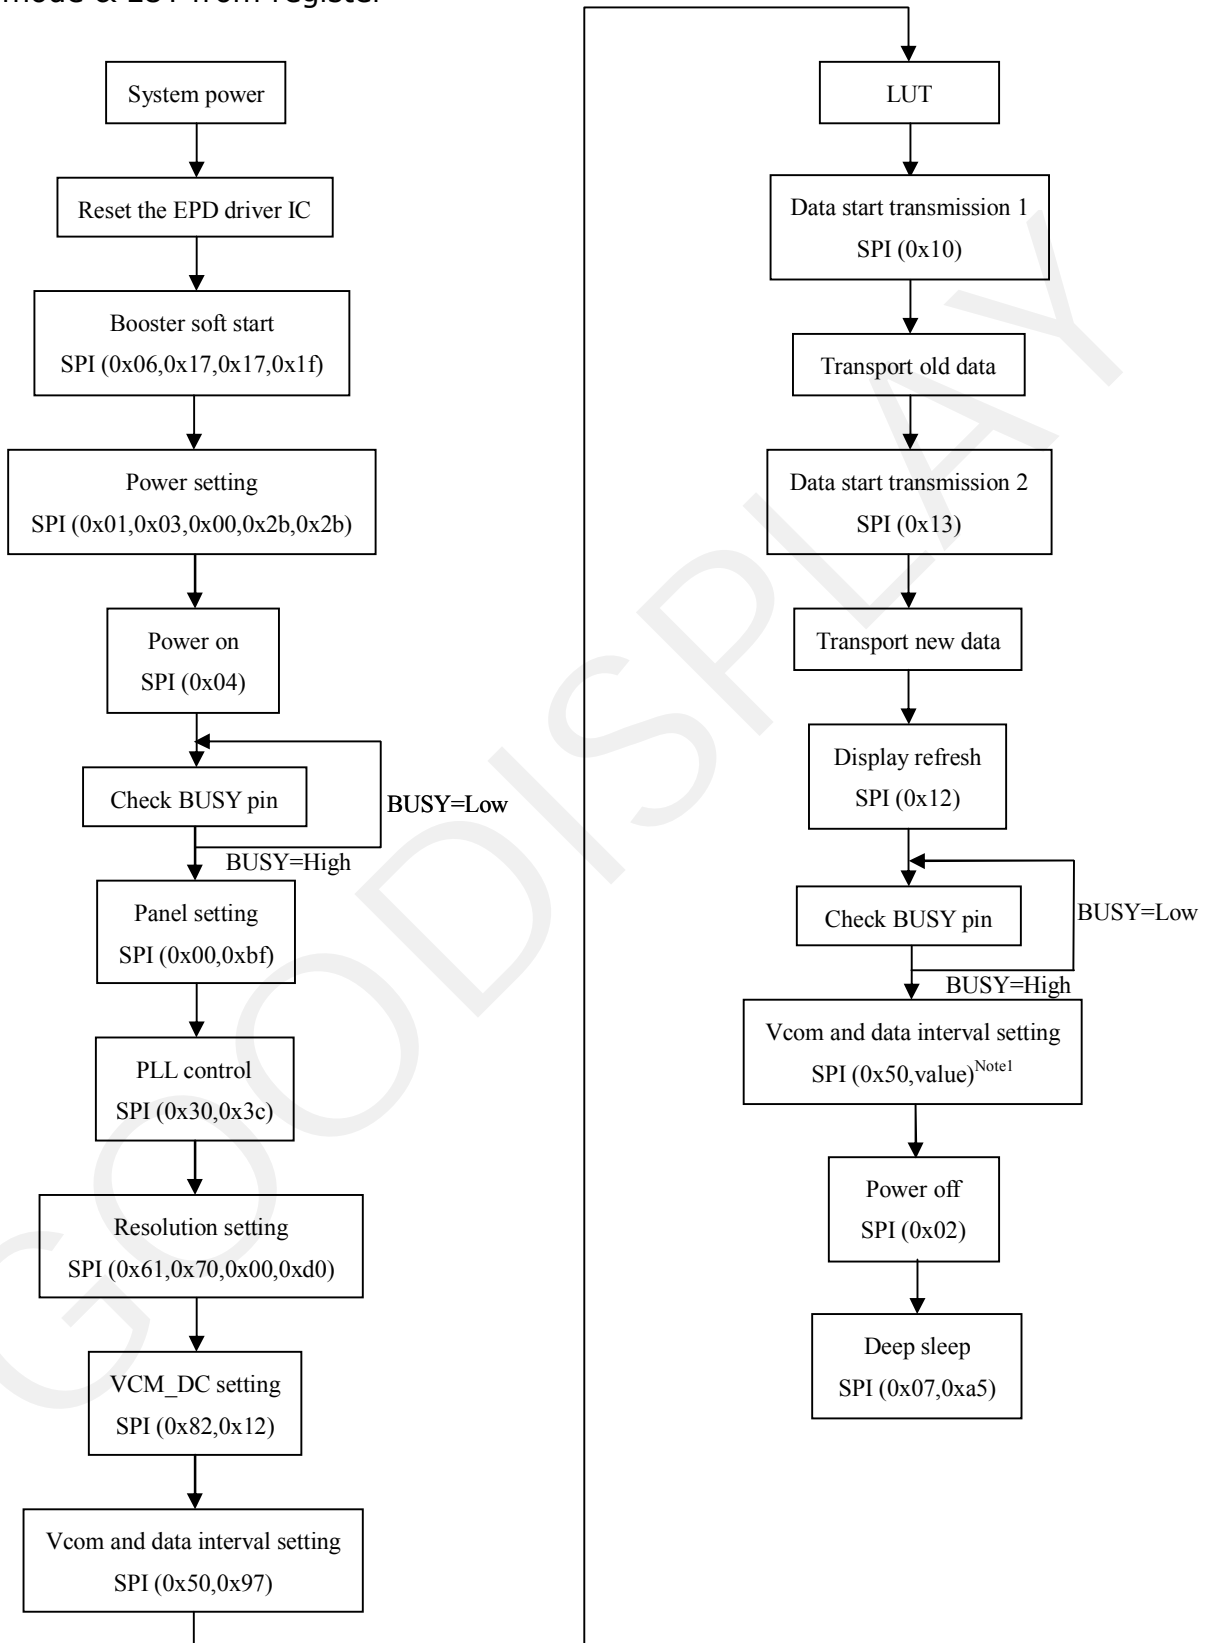 mode & LUT from register
System power
Reset the EPD driver IC
Booster soft start
SPI (0x06,0x17,0x17,0x1f)
Power setting
SPI (0x01,0x03,0x00,0x2b,0x2b)
Power on
SPI (0x04)
Check BUSY pin
BUSY=Low
BUSY=High
Panel setting
SPI (0x00,0xbf)
PLL control
SPI (0x30,0x3c)
Resolution setting
SPI (0x61,0x70,0x00,0xd0)
VCM_DC setting
SPI (0x82,0x12)
Vcom and data interval setting
SPI (0x50,0x97)
LUT
Data start transmission 1
SPI (0x10)
Transport old data
Data start transmission 2
SPI (0x13)
Transport new data
Display refresh
SPI (0x12)
Check BUSY pin
BUSY=Low
BUSY=High
Vcom and data interval setting
SPI (0x50,value)Note1
Power off
SPI (0x02)
Deep sleep
SPI (0x07,0xa5)
GOODISPLAY